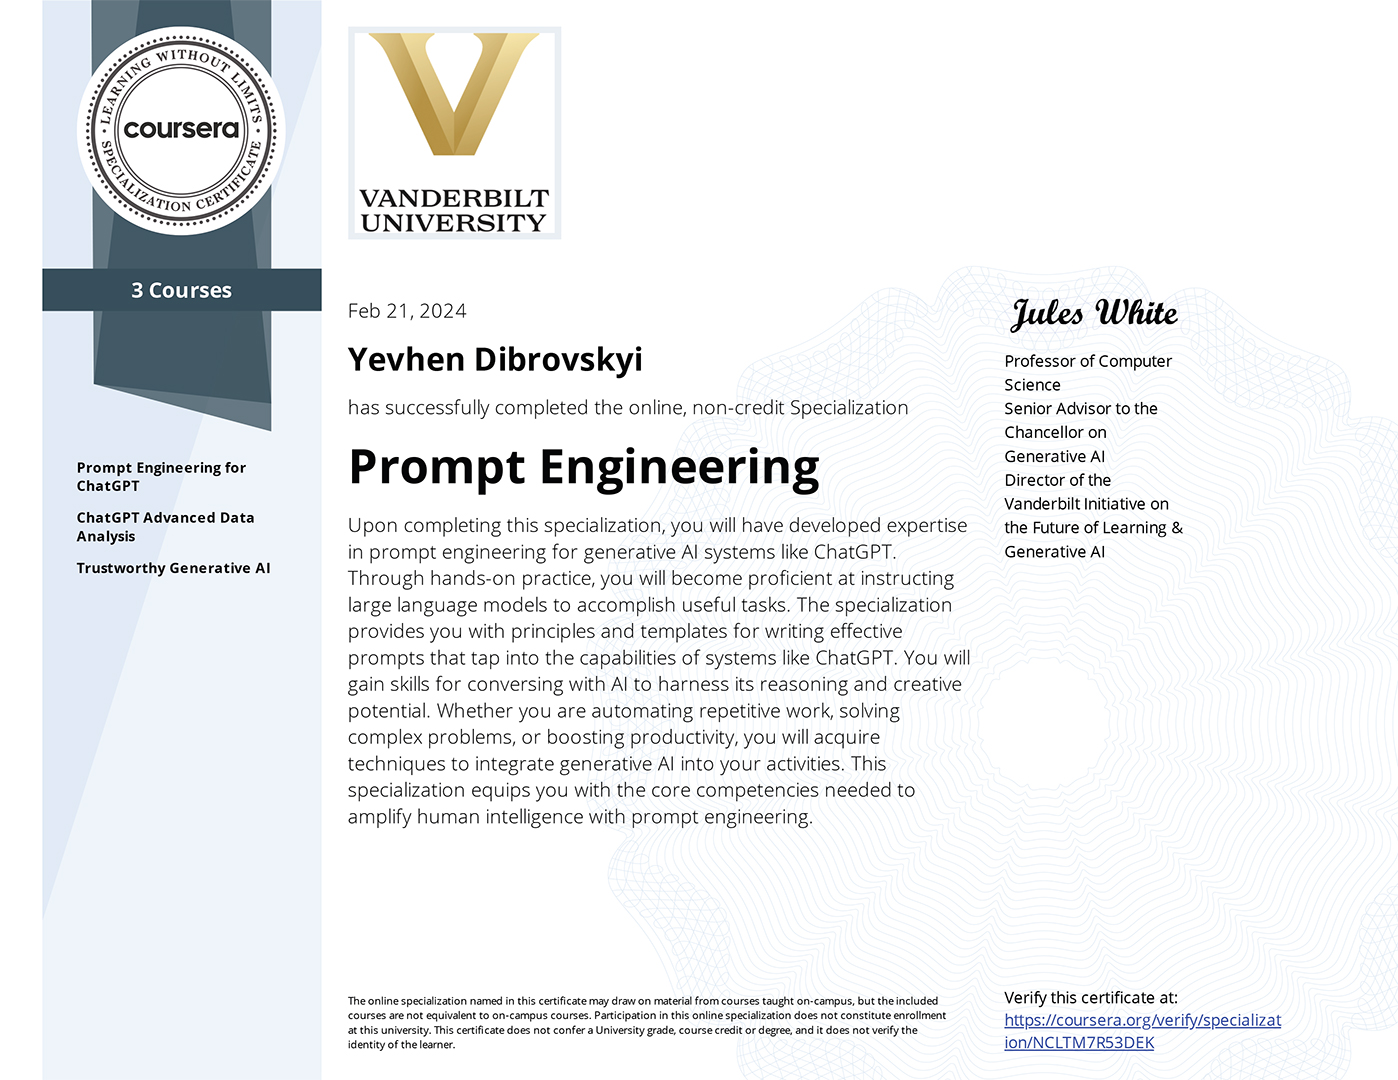 LEARNING WITHOUT LIMITS
coursera
SPECIALIZATION CERTIFICATE
3 Courses
Prompt Engineering for
ChatGPT
ChatGPT Advanced Data
Analysis
Trustworthy Generative AI
VANDERBILT
UNIVERSITY
Feb 21, 2024
Yevhen Dibrovskyi
has successfully completed the online, non-credit Specialization
Prompt Engineering
Upon completing this specialization, you will have developed expertise
in prompt engineering for generative AI systems like ChatGPT.
Through hands-on practice, you will become proficient at instructing
large language models to accomplish useful tasks. The specialization
provides you with principles and templates for writing effective
prompts that tap into the capabilities of systems like ChatGPT. You will
gain skills for conversing with AI to harness its reasoning and creative
potential. Whether you are automating repetitive work, solving
complex problems, or boosting productivity, you will acquire
techniques to integrate generative AI into your activities. This
specialization equips you with the core competencies needed to
amplify human intelligence with prompt engineering.
Jules White
Professor of Computer
Science
Senior Advisor to the
Chancellor on
Generative AI
Director of the
Vanderbilt Initiative on
the Future of Learning &
Generative AI
The online specialization named in this certificate may draw on material from courses taught on-campus, but the included
courses are not equivalent to on-campus courses. Participation in this online specialization does not constitute enrollment
at this university. This certificate does not confer a University grade, course credit or degree, and it does not verify the
identity of the learner.
Verify this certificate at:
https://coursera.org/verify/specializat
ion/NCLTM7R53DEK